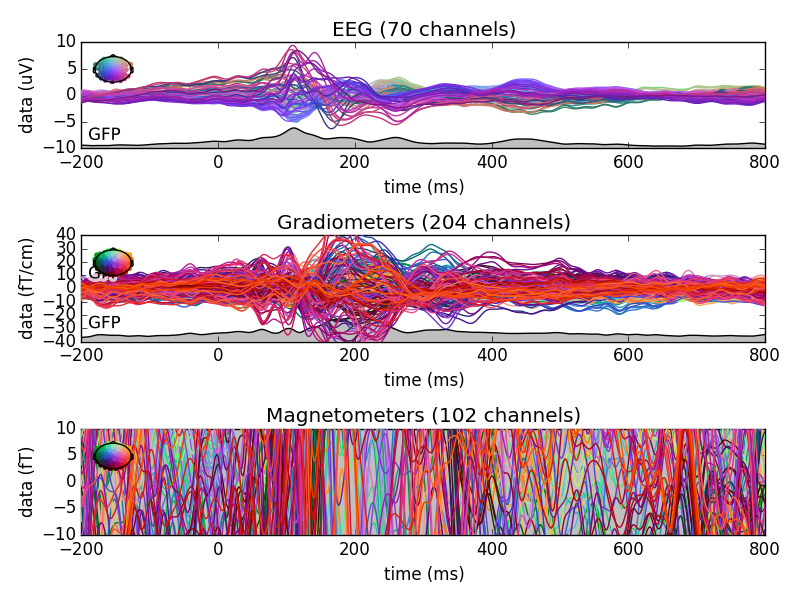 EEG (70 channels)
10
5
0
−5
−10
data (uV)
GFP
−200 0 200 400 600 800
time (ms)
Gradiometers (204 channels)
40
30
20
10
0
−10
−20
−30
−40
data (fT/cm)
GFP
GFP
−200 0 200 400 600 800
time (ms)
Magnetometers (102 channels)
10
5
0
−5
−10
data (fT)
−200 0 200 400 600 800
time (ms)